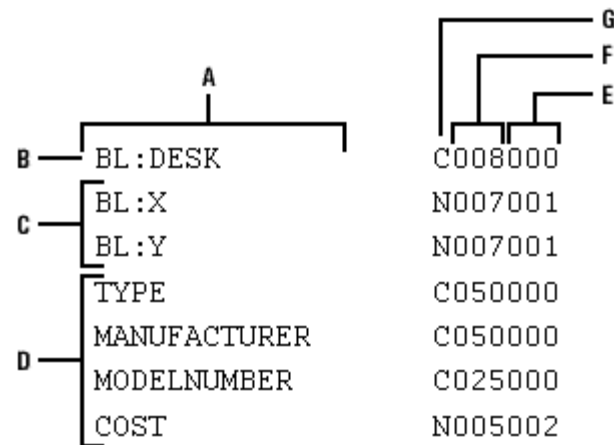 G
F
A
E
B BL:DESK C008000
BL:X N007001
C
BL:Y N007001
TYPE C050000
MANUFACTURER C050000
D
MODELNUMBER C025000
COST N005002